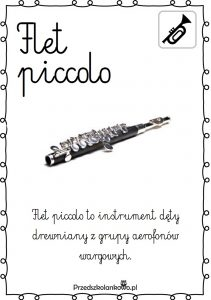 Flet
piccolo
Flet piccolo to instrument dęty
drewniany z grupy aerofonów
wargowych.
Przedszkolankowo.pl